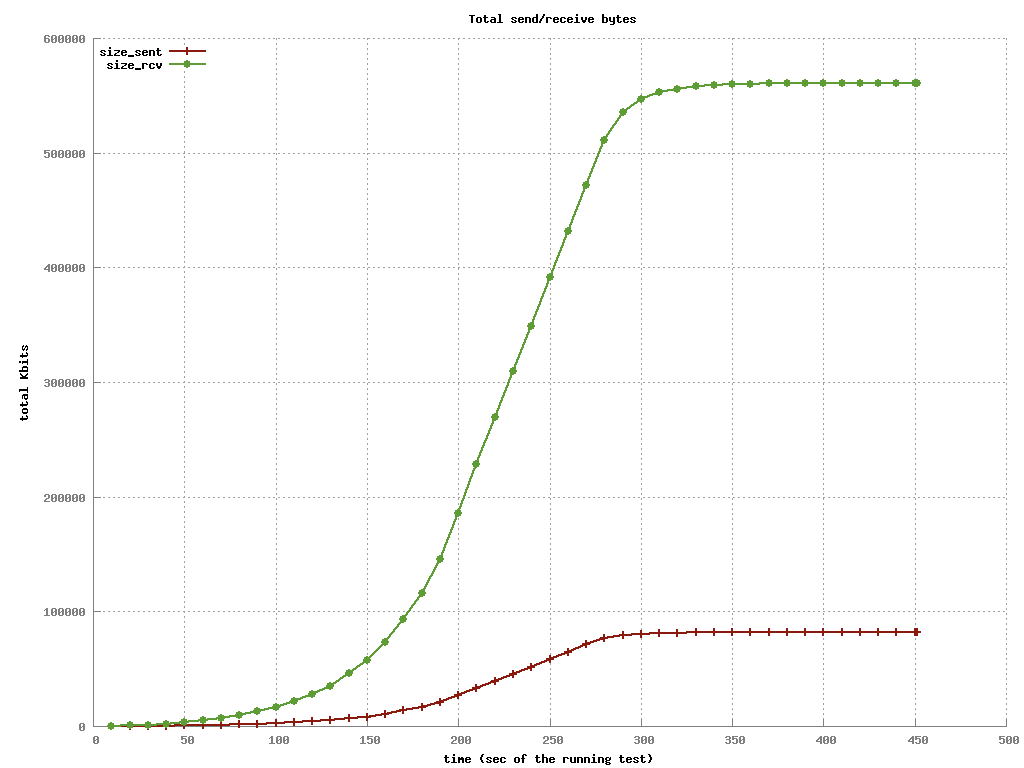 Total send/receive bytes
size_sent
size_rcv
600000
500000
400000
300000
200000
100000
0
total Kbits
0 50 100 150 200 250 300 350 400 450 500
time (sec of the running test)